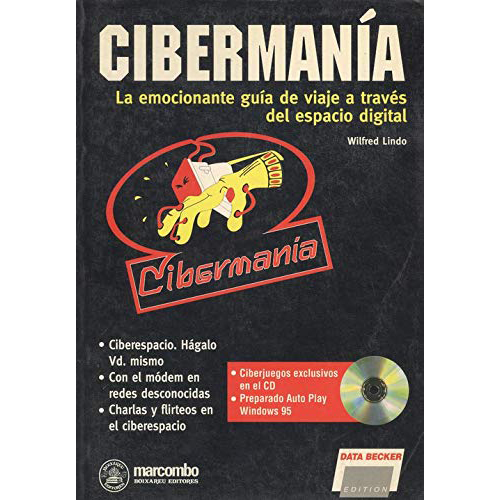 CIBERMANÍA
La emocionante guía de viaje a través
del espacio digital
Wilfred Lindo
Cibermanía
• Ciberespacio. Hágalo
Vd. mismo
• Con el módem en
redes desconocidas
• Charlas y flirteos en
el ciberespacio
• Ciberjuegos exclusivos
en el CD
• Preparado Auto Play
Windows 95
marcombo
BOIXAREU EDITORES
DATA BECKER
EDITION